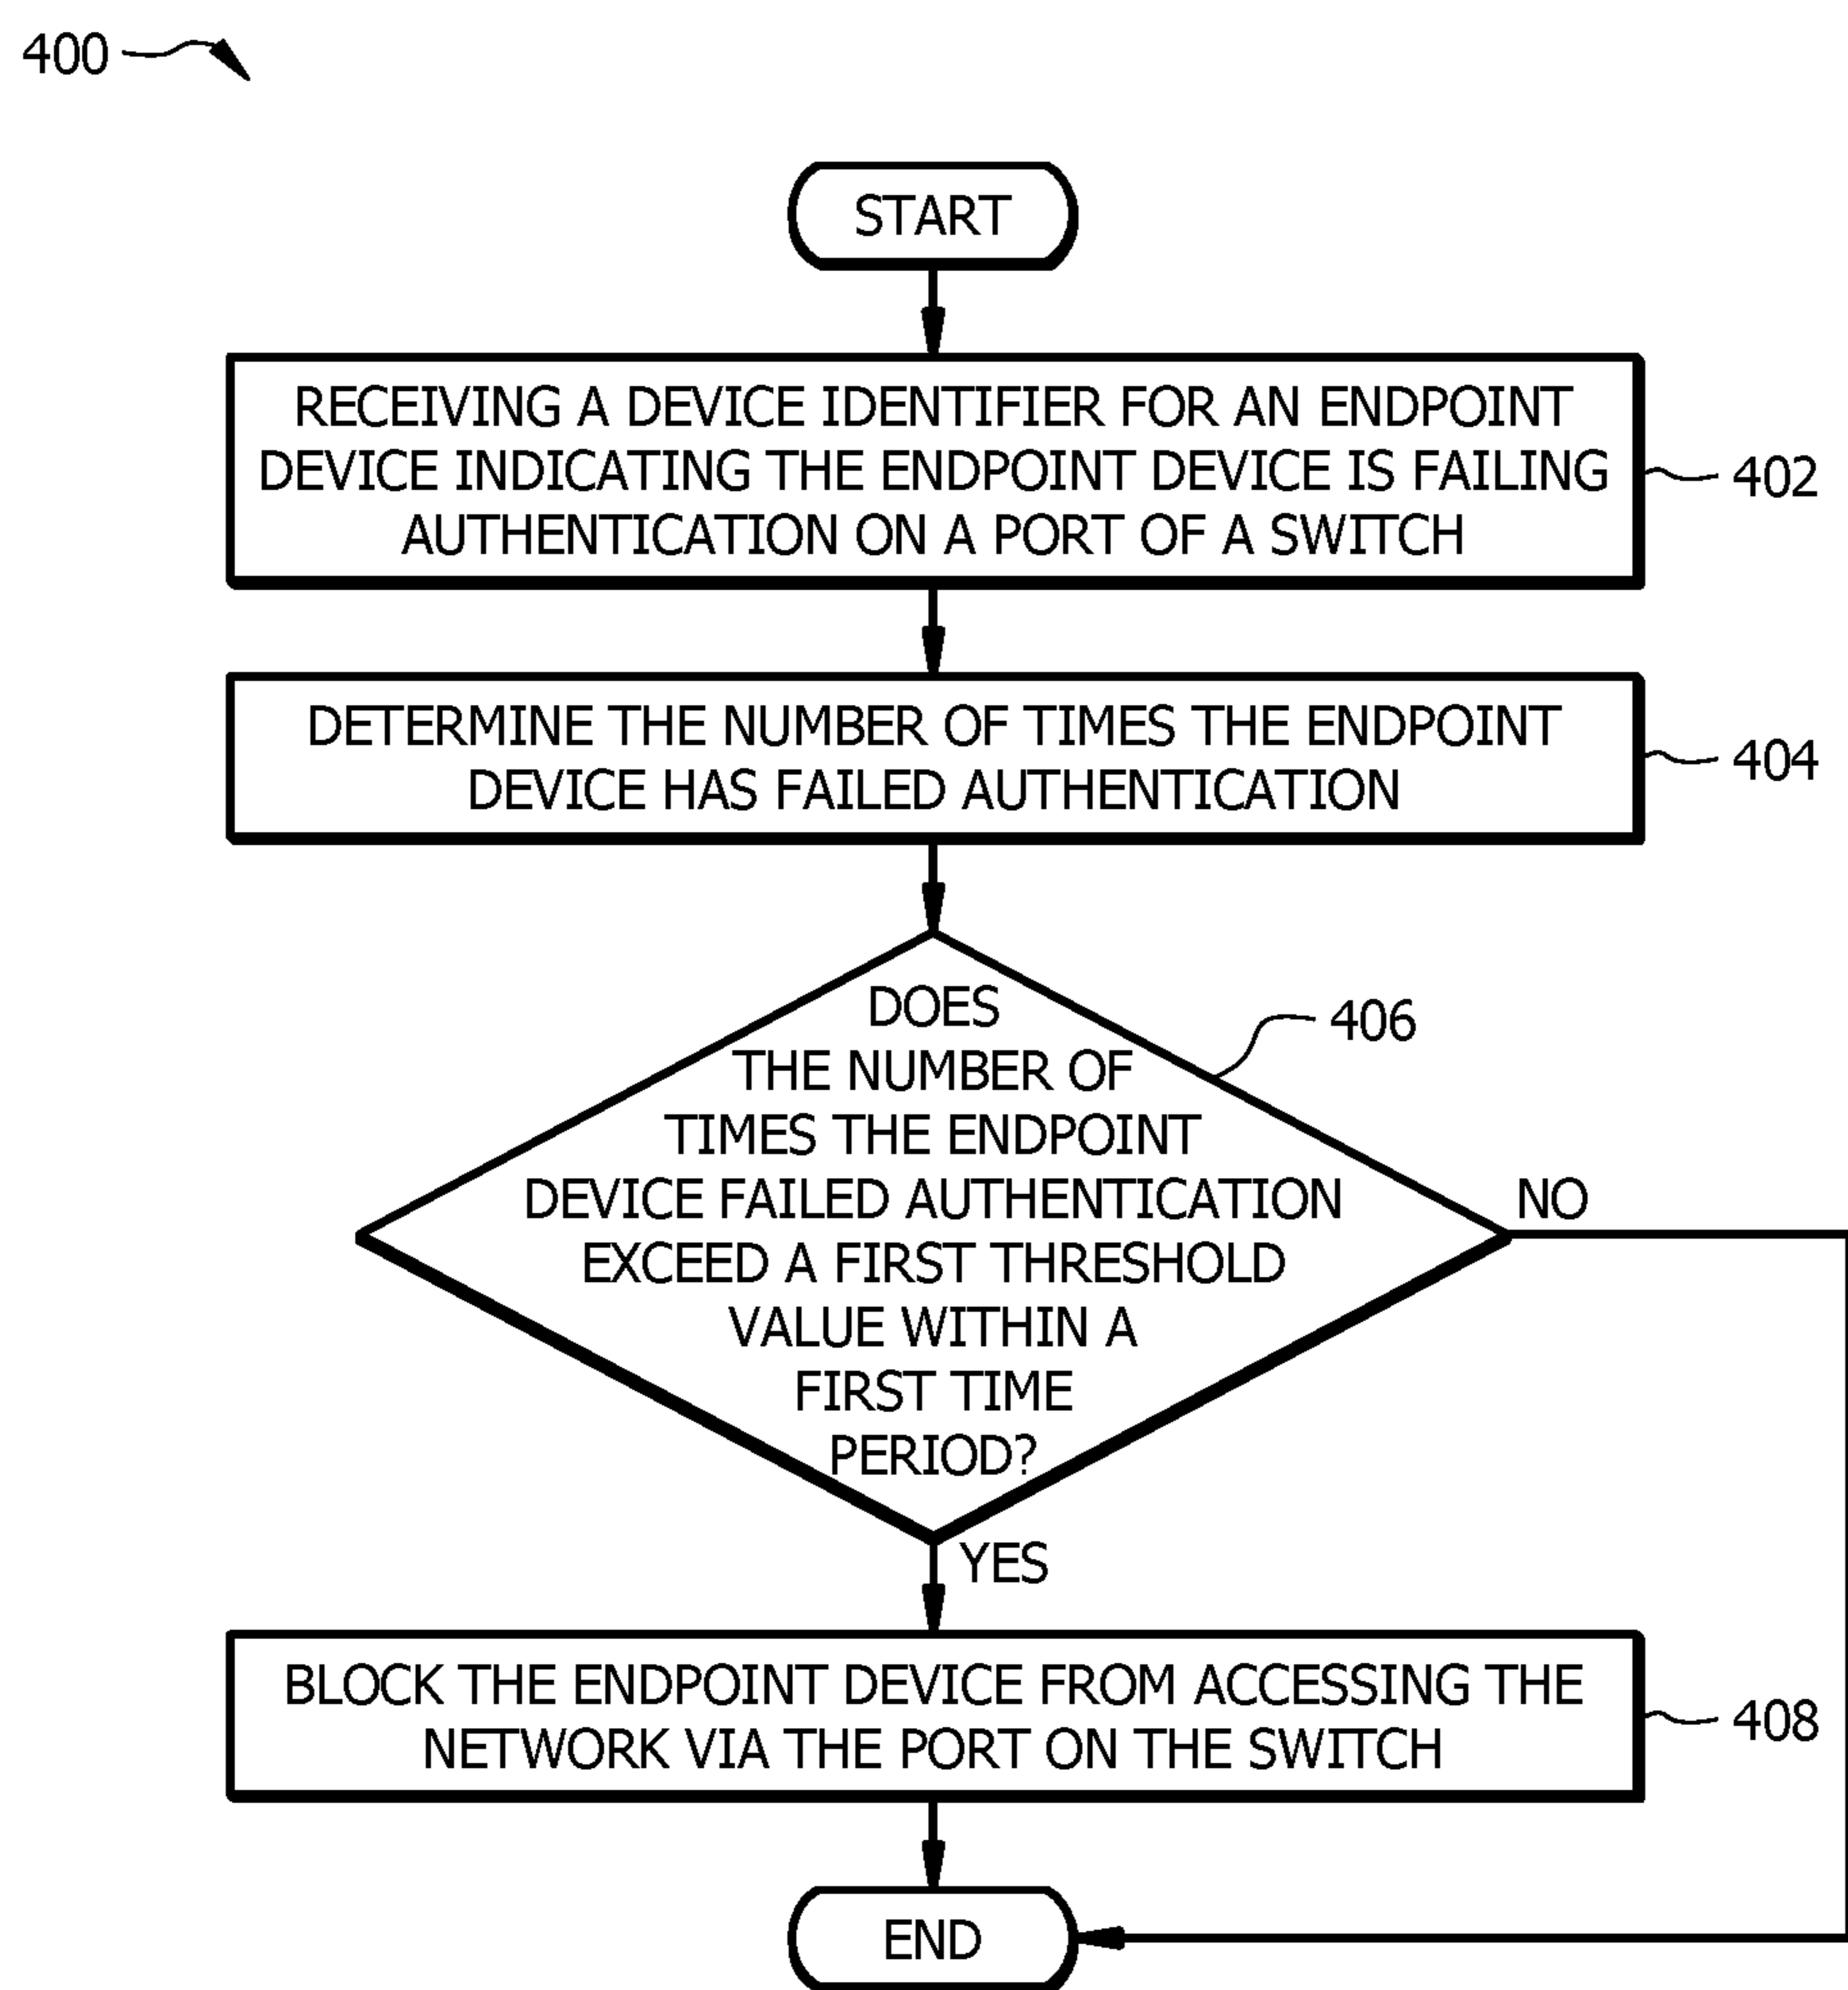 400
START
RECEIVING A DEVICE IDENTIFIER FOR AN ENDPOINT
DEVICE INDICATING THE ENDPOINT DEVICE IS FAILING
AUTHENTICATION ON A PORT OF A SWITCH
402
DETERMINE THE NUMBER OF TIMES THE ENDPOINT
DEVICE HAS FAILED AUTHENTICATION
404
DOES
THE NUMBER OF
TIMES THE ENDPOINT
DEVICE FAILED AUTHENTICATION
EXCEED A FIRST THRESHOLD
VALUE WITHIN A
FIRST TIME
PERIOD?
406
NO
YES
BLOCK THE ENDPOINT DEVICE FROM ACCESSING THE
NETWORK VIA THE PORT ON THE SWITCH
408
END